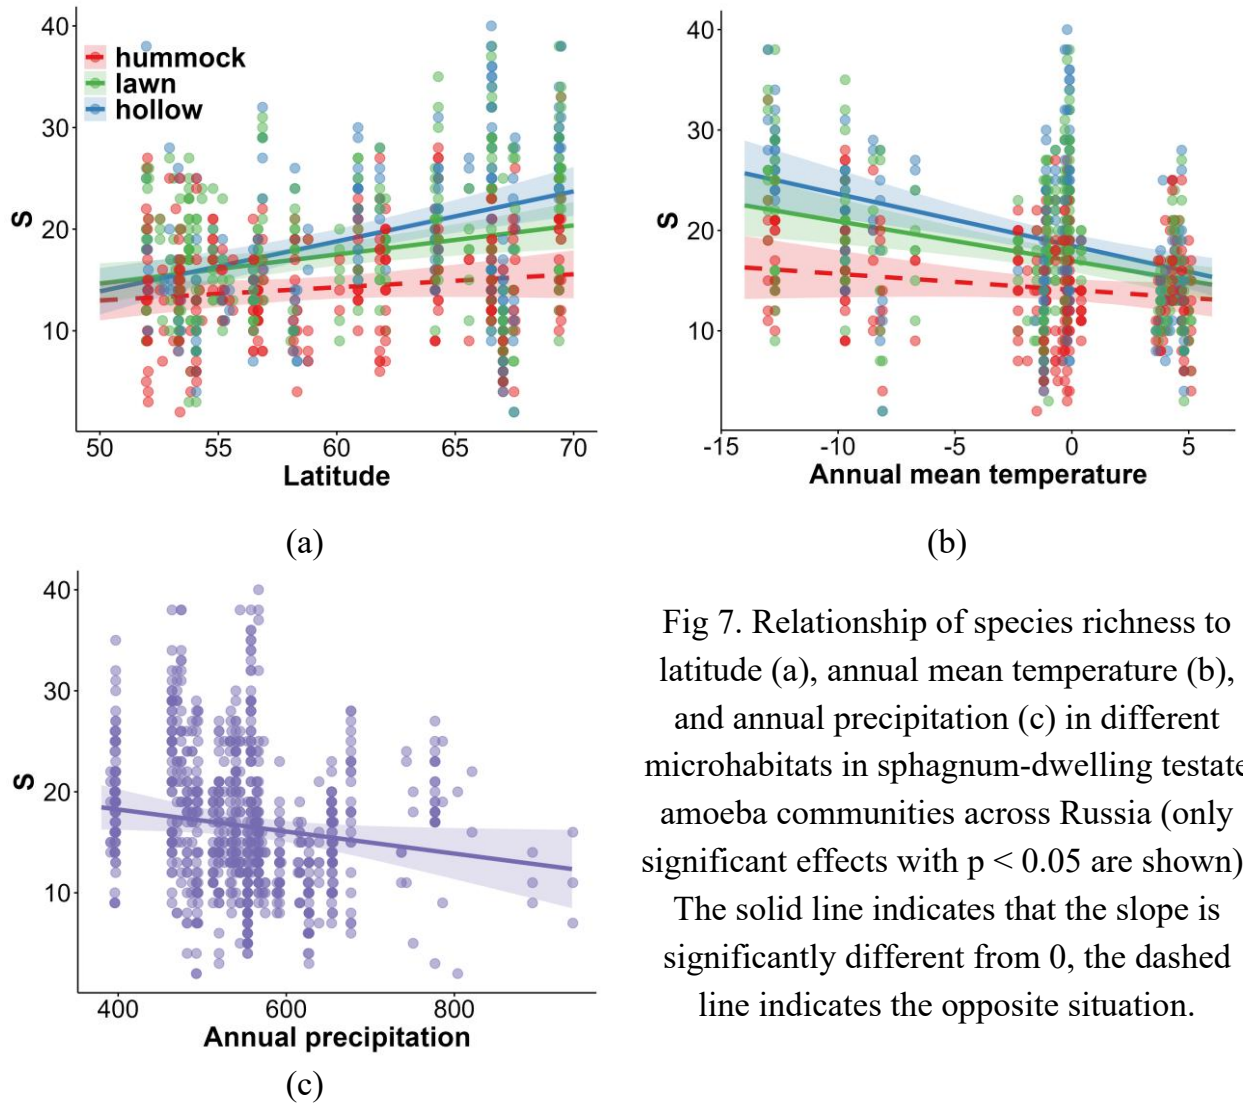 40
30
20
10
S
hummock
lawn
hollow
50 55 60 65 70
Latitude
(a)
40
30
20
10
S
-15 -10 -5 0 5
Annual mean temperature
(b)
40
30
20
10
S
400 600 800
Annual precipitation
(c)
Fig 7. Relationship of species richness to
latitude (a), annual mean temperature (b),
and annual precipitation (c) in different
microhabitats in sphagnum-dwelling testate
amoeba communities across Russia (only
significant effects with p < 0.05 are shown)
The solid line indicates that the slope is
significantly different from 0, the dashed
line indicates the opposite situation.